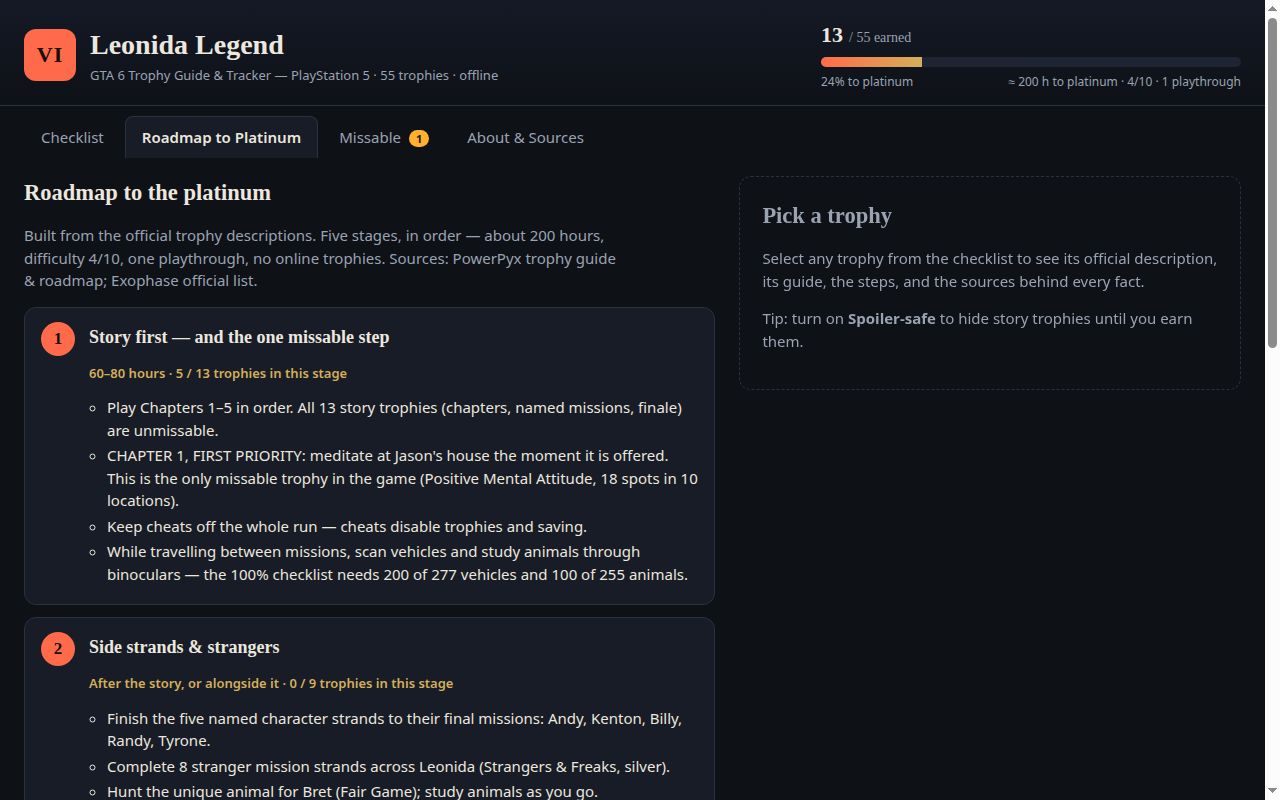 VI
Leonida Legend
GTA 6 Trophy Guide & Tracker — PlayStation 5 · 55 trophies · offline
13 / 55 earned
24% to platinum
≈ 200 h to platinum · 4/10 · 1 playthrough
Checklist
Roadmap to Platinum
Missable 1
About & Sources
Roadmap to the platinum
Built from the official trophy descriptions. Five stages, in order — about 200 hours,
difficulty 4/10, one playthrough, no online trophies. Sources: PowerPyx trophy guide
& roadmap; Exophase official list.
1
Story first — and the one missable step
60–80 hours · 5 / 13 trophies in this stage
Play Chapters 1–5 in order. All 13 story trophies (chapters, named missions, finale)
are unmissable.
CHAPTER 1, FIRST PRIORITY: meditate at Jason's house the moment it is offered.
This is the only missable trophy in the game (Positive Mental Attitude, 18 spots in 10
locations).
Keep cheats off the whole run — cheats disable trophies and saving.
While travelling between missions, scan vehicles and study animals through
binoculars — the 100% checklist needs 200 of 277 vehicles and 100 of 255 animals.
2
Side strands & strangers
After the story, or alongside it · 0 / 9 trophies in this stage
Finish the five named character strands to their final missions: Andy, Kenton, Billy,
Randy, Tyrone.
Complete 8 stranger mission strands across Leonida (Strangers & Freaks, silver).
Hunt the unique animal for Bret (Fair Game); study animals as you go.
Pick a trophy
Select any trophy from the checklist to see its official description,
its guide, the steps, and the sources behind every fact.
Tip: turn on Spoiler-safe to hide story trophies until you earn
them.